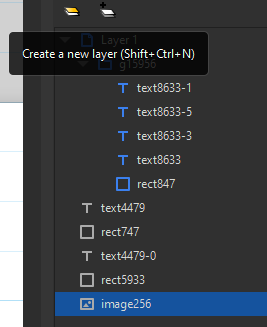 Create a new layer (Shift+Ctrl+N)
Layer 1
g15956
text8633-1
text8633-5
text8633-3
text8633
rect847
text4479
rect747
text4479-0
rect5933
image256